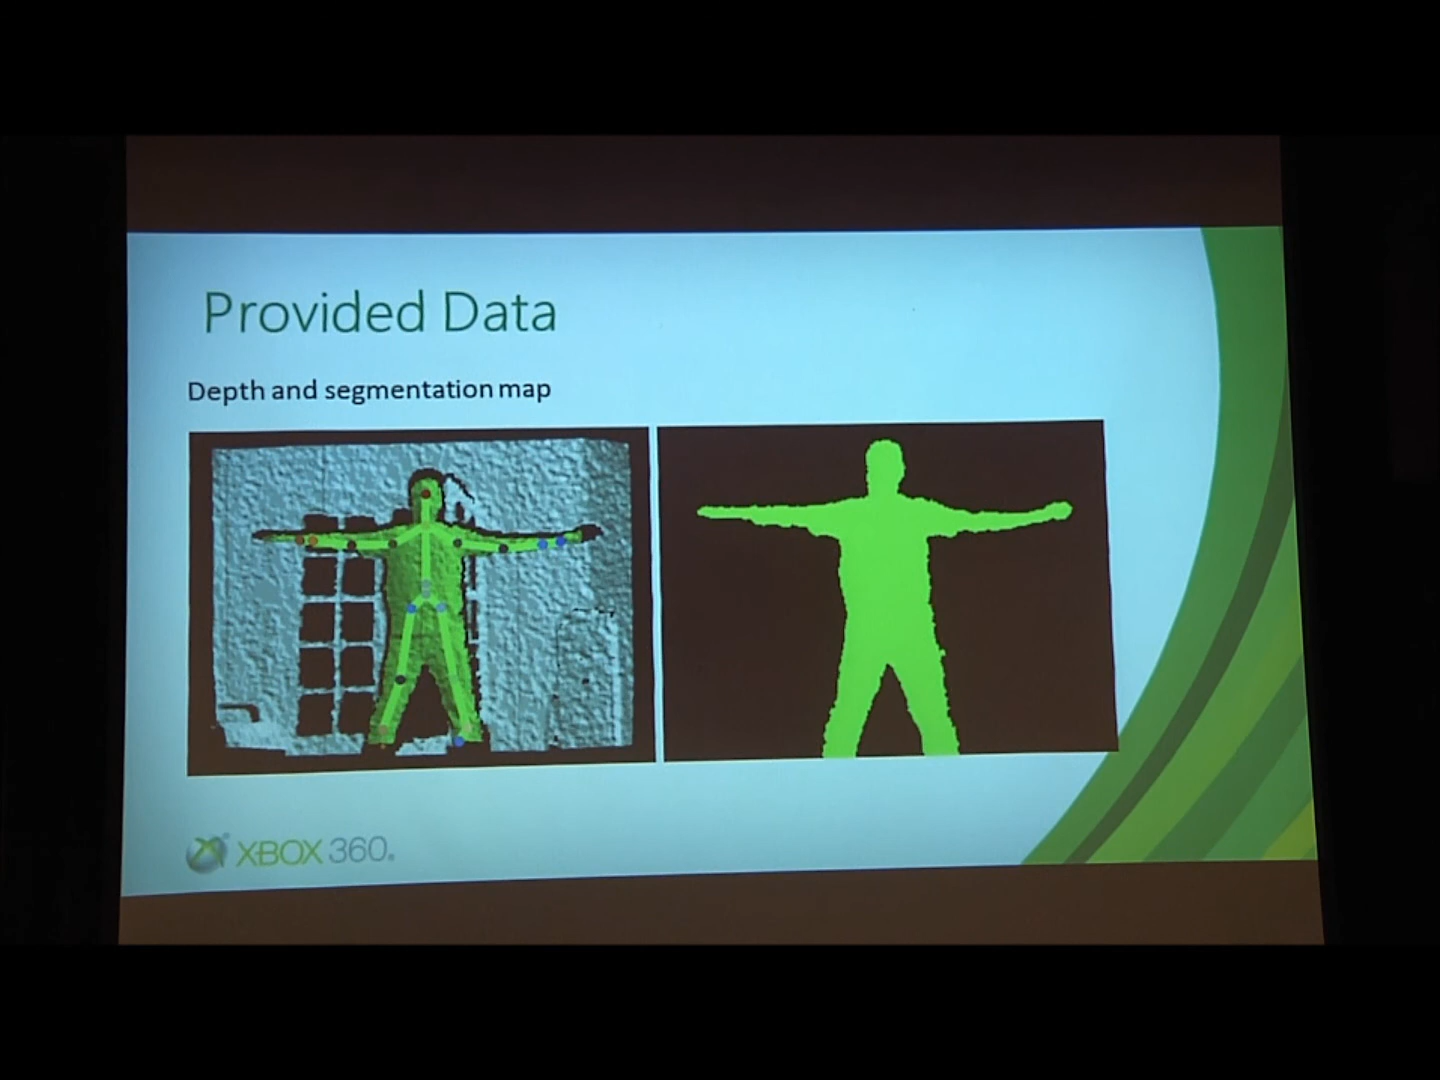 Provided Data
Depth and segmentation map
XBOX 360.